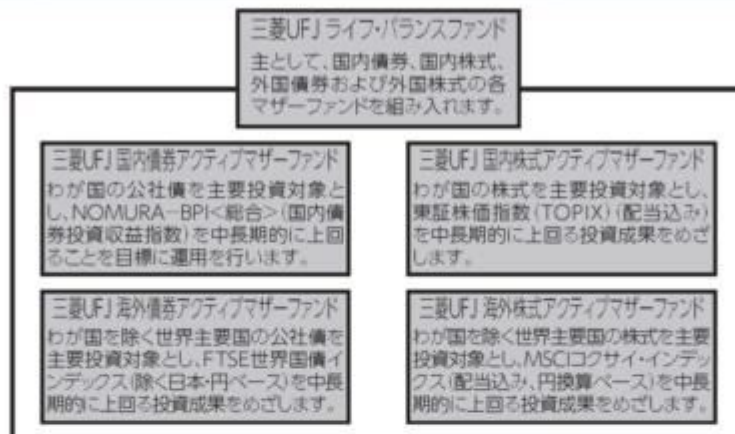 三菱UFJ ライフ・バランスファンド
主として、国内債券、国内株式、
外国債券および外国株式の各
マザーファンドを組み入れます。
三菱UFJ 国内債券アクティブマザーファンド
わが国の公社債を主要投資対象と
し、NOMURA-BPI<総合>(国内債
券投資収益指数)を中長期的に上回
ることを目標に運用を行います。
三菱UFJ 国内株式アクティブマザーファンド
わが国の株式を主要投資対象とし、
東証株価指数(TOPIX)(配当込み)
を中長期的に上回る投資成果をめざ
します。
三菱UFJ 海外債券アクティブマザーファンド
わが国を除く世界主要国の公社債を
主要投資対象とし、FTSE世界国債イ
ンデックス(除く日本・円ベース)を中長
期的に上回る投資成果をめざします。
三菱UFJ 海外株式アクティブマザーファンド
わが国を除く世界主要国の株式を主要
投資対象とし、MSCIコクサイ・インデッ
クス(配当込み、円換算ベース)を中長
期的に上回る投資成果をめざします。